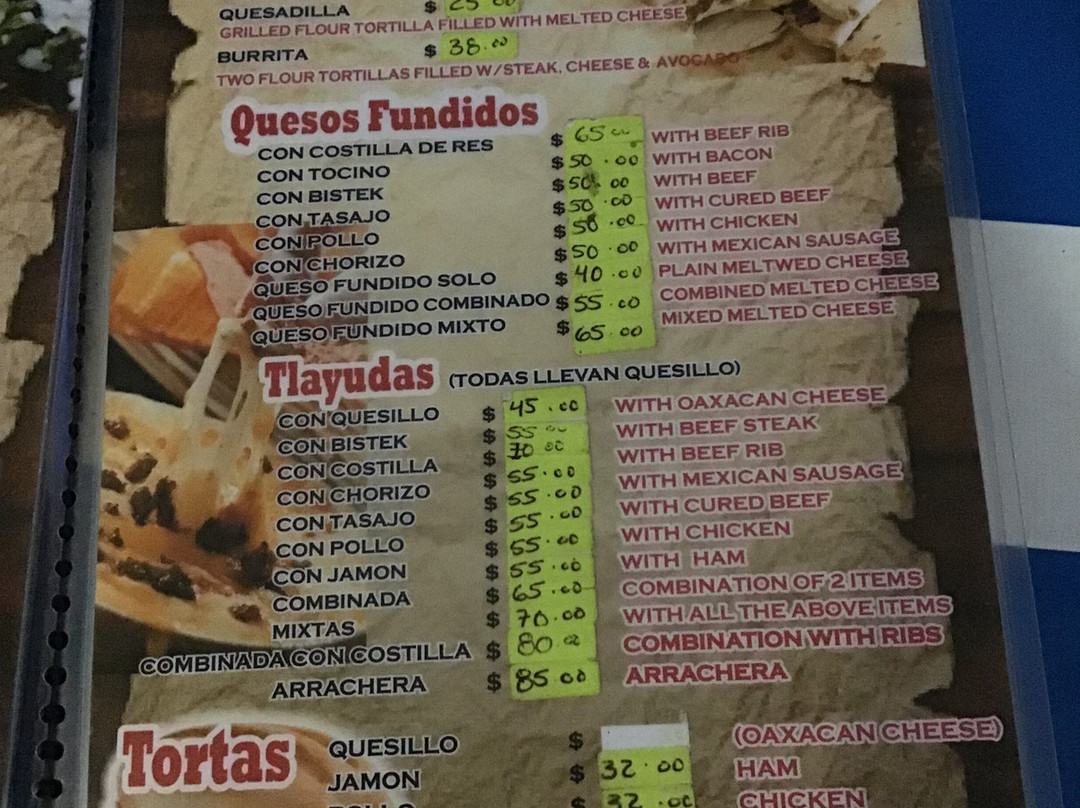 QUESADILLA $ 25 00
GRILLED FLOUR TORTILLA FILLED WITH MELTED CHEESE
BURRITA $ 38.00
TWO FLOUR TORTILLAS FILLED W/STEAK, CHEESE & AVOCADO
Quesos Fundidos
CON COSTILLA DE RES $ 65 00 WITH BEEF RIB
CON TOCINO $ 50.00 WITH BACON
CON BISTEK $ 50.00 WITH BEEF
CON TASAJO $ 50.00 WITH CURED BEEF
CON POLLO $ 50.00 WITH CHICKEN
CON CHORIZO $ 50.00 WITH MEXICAN SAUSAGE
QUESO FUNDIDO SOLO $ 40.00 PLAIN MELTWED CHEESE
QUESO FUNDIDO COMBINADO $ 55.00 COMBINED MELTED CHEESE
QUESO FUNDIDO MIXTO $ 65.00 MIXED MELTED CHEESE
Tlayudas (TODAS LLEVAN QUESILLO)
CON QUESILLO $ 45.00 WITH OAXACAN CHEESE
CON BISTEK $ 55 00 WITH BEEF STEAK
CON COSTILLA $ 70 00 WITH BEEF RIB
CON CHORIZO $ 55.00 WITH MEXICAN SAUSAGE
CON TASAJO $ 55.00 WITH CURED BEEF
CON POLLO $ 55.00 WITH CHICKEN
CON JAMON $ 55.00 WITH HAM
COMBINADA $ 65.00 COMBINATION OF 2 ITEMS
MIXTAS $ 70.00 WITH ALL THE ABOVE ITEMS
COMBINADA CON COSTILLA $ 80 00 COMBINATION WITH RIBS
ARRACHERA $ 85.00 ARRACHERA
Tortas
QUESILLO $ (OAXACAN CHEESE)
JAMON $ 32.00 HAM
POLLO $ 32.00 CHICKEN